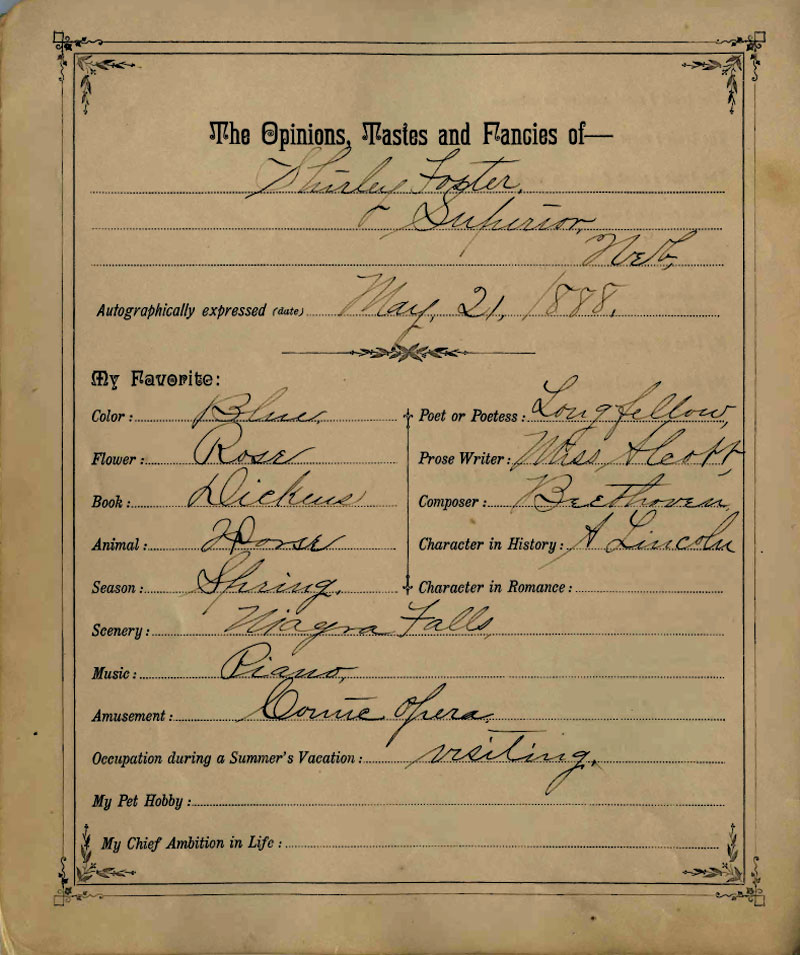 The Opinions, Tastes and Fancies of—
Shirley Foster.
Superior,
Neb,
Autographically expressed (date) May, 21, 1888.
My Favorite:
Color: Blue.
Flower: Rose
Book: Dickens
Animal: Horse
Season: Spring.
Poet or Poetess: Longfellow,
Prose Writer: Miss Alcott,
Composer: Beethoven,
Character in History: A Lincoln
Character in Romance:
Scenery: Niagra Falls,
Music: Piano,
Amusement: Comic Opera.
Occupation during a Summer's Vacation: visiting.
My Pet Hobby:
My Chief Ambition in Life: